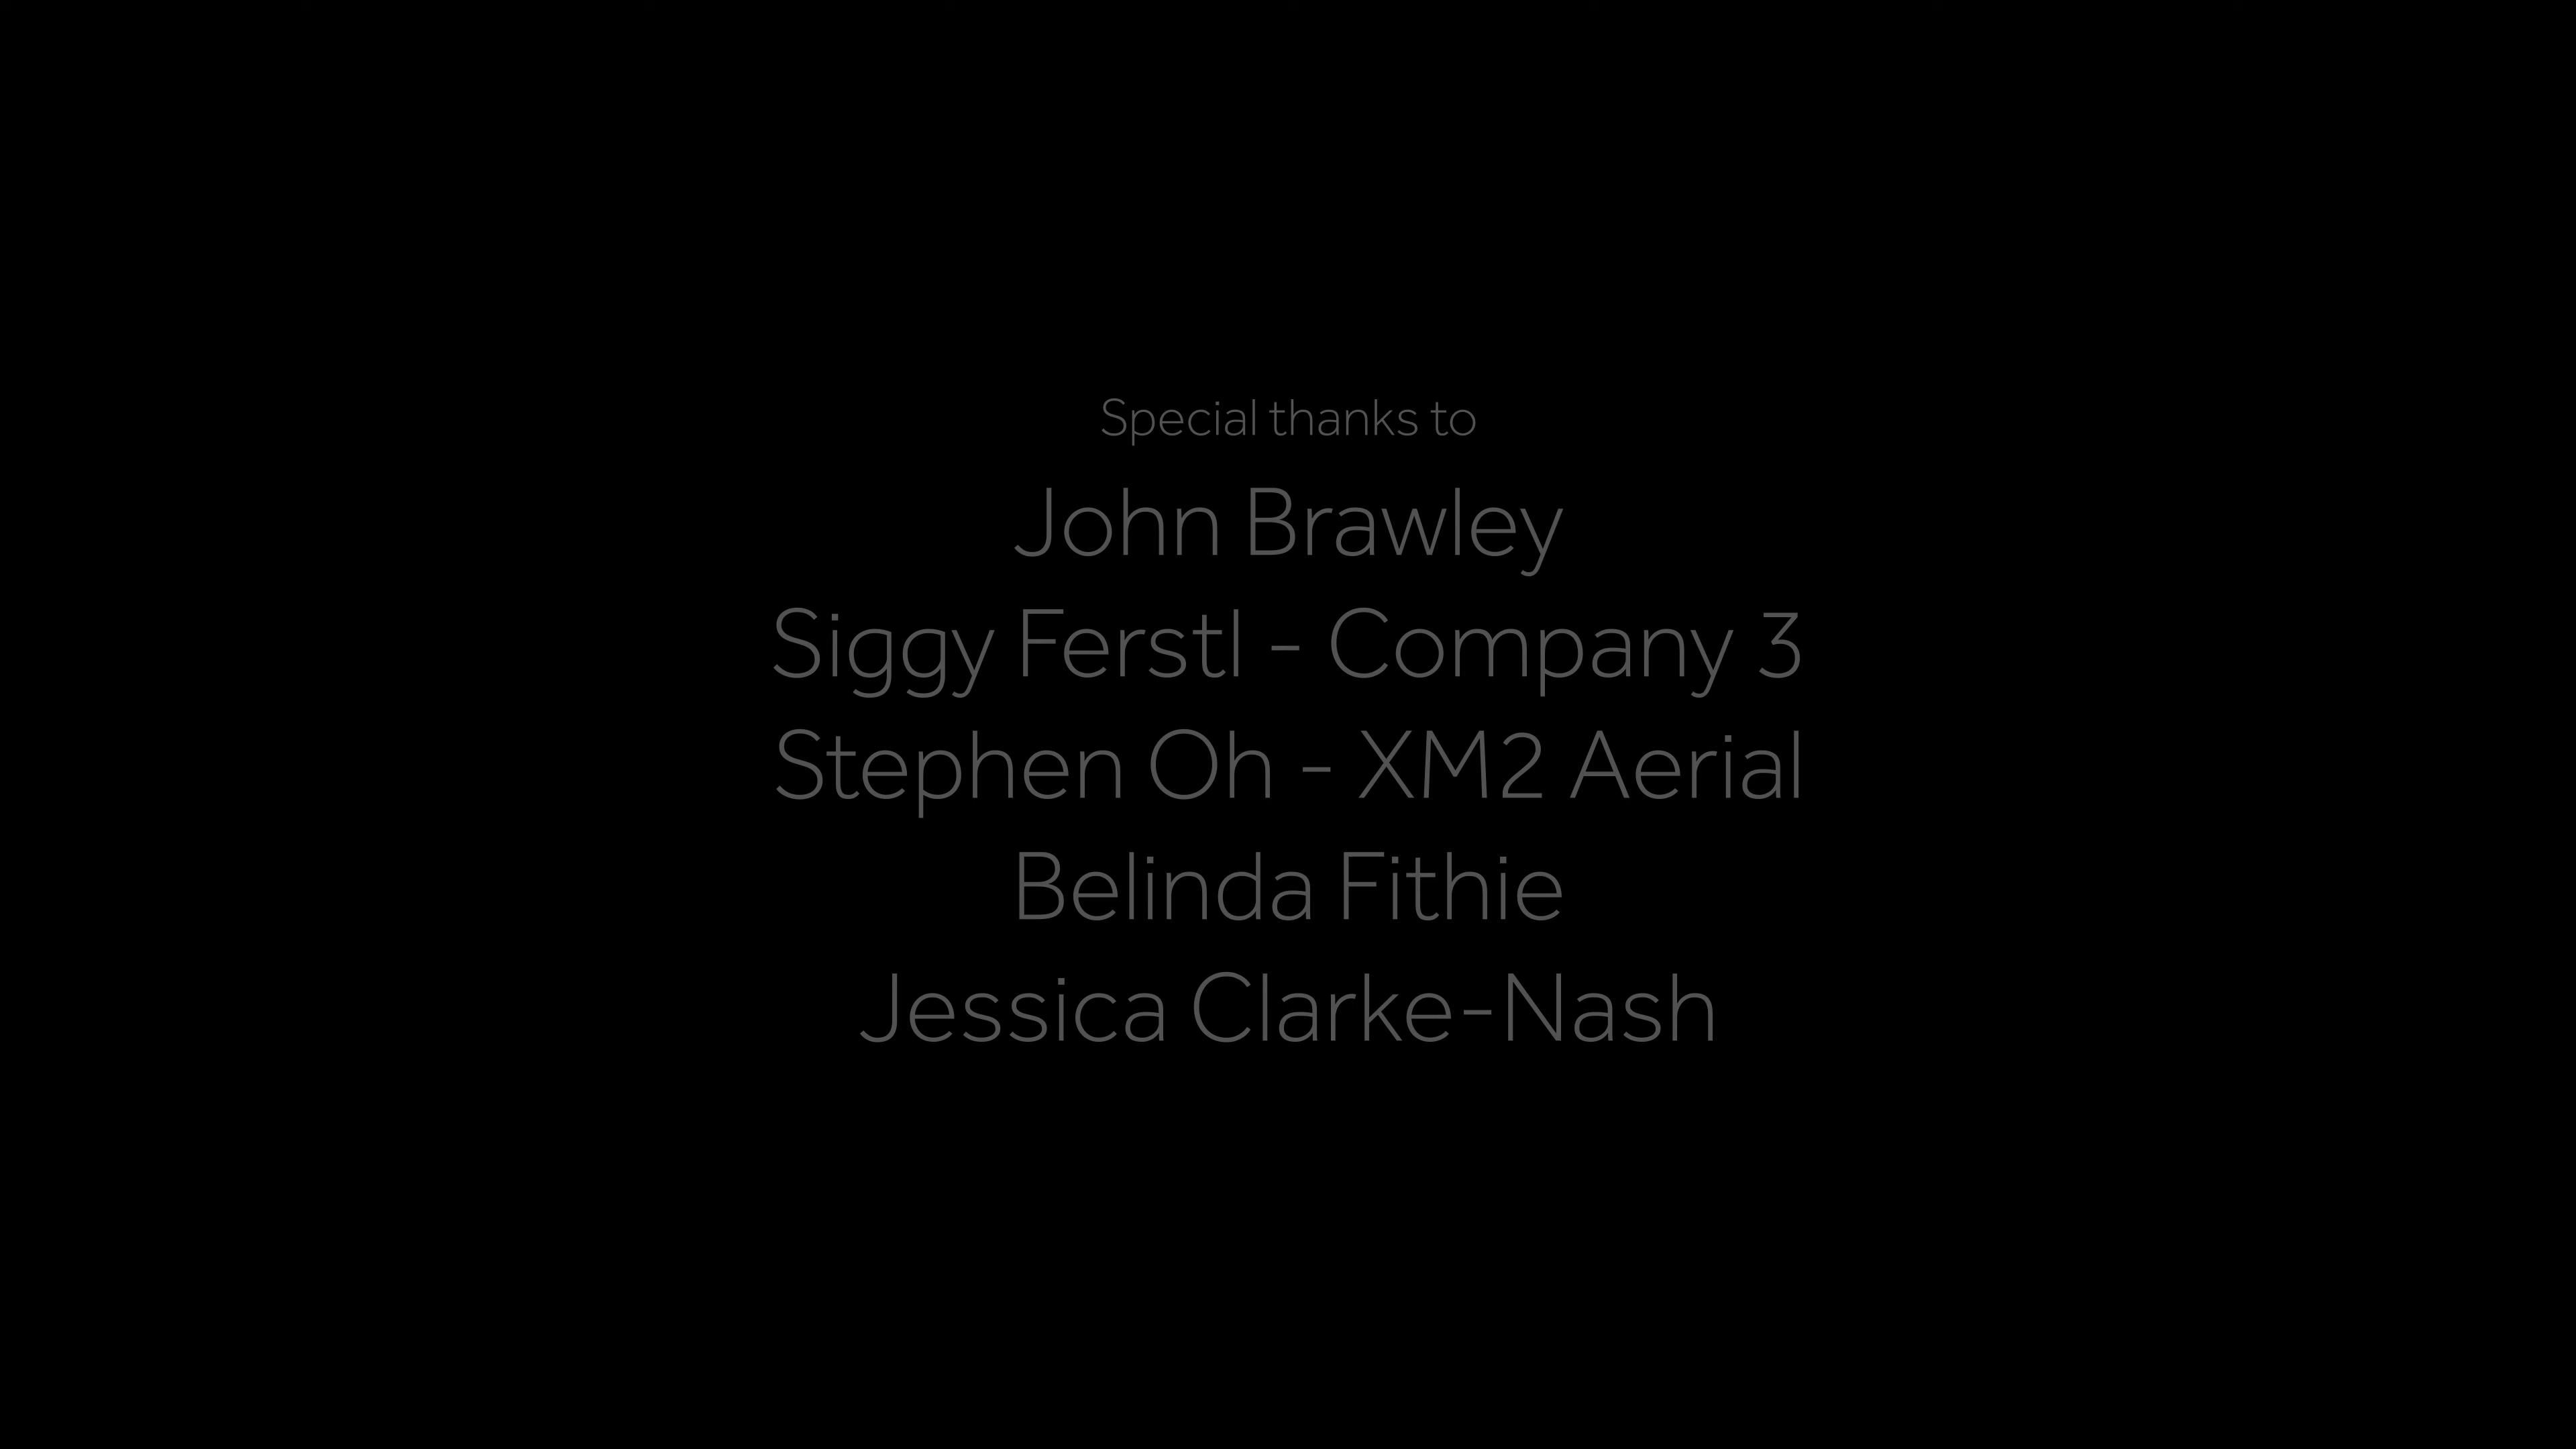 Special thanks to
John Brawley
Siggy Ferstl - Company 3
Stephen Oh - XM2 Aerial
Belinda Fithie
Jessica Clarke-Nash